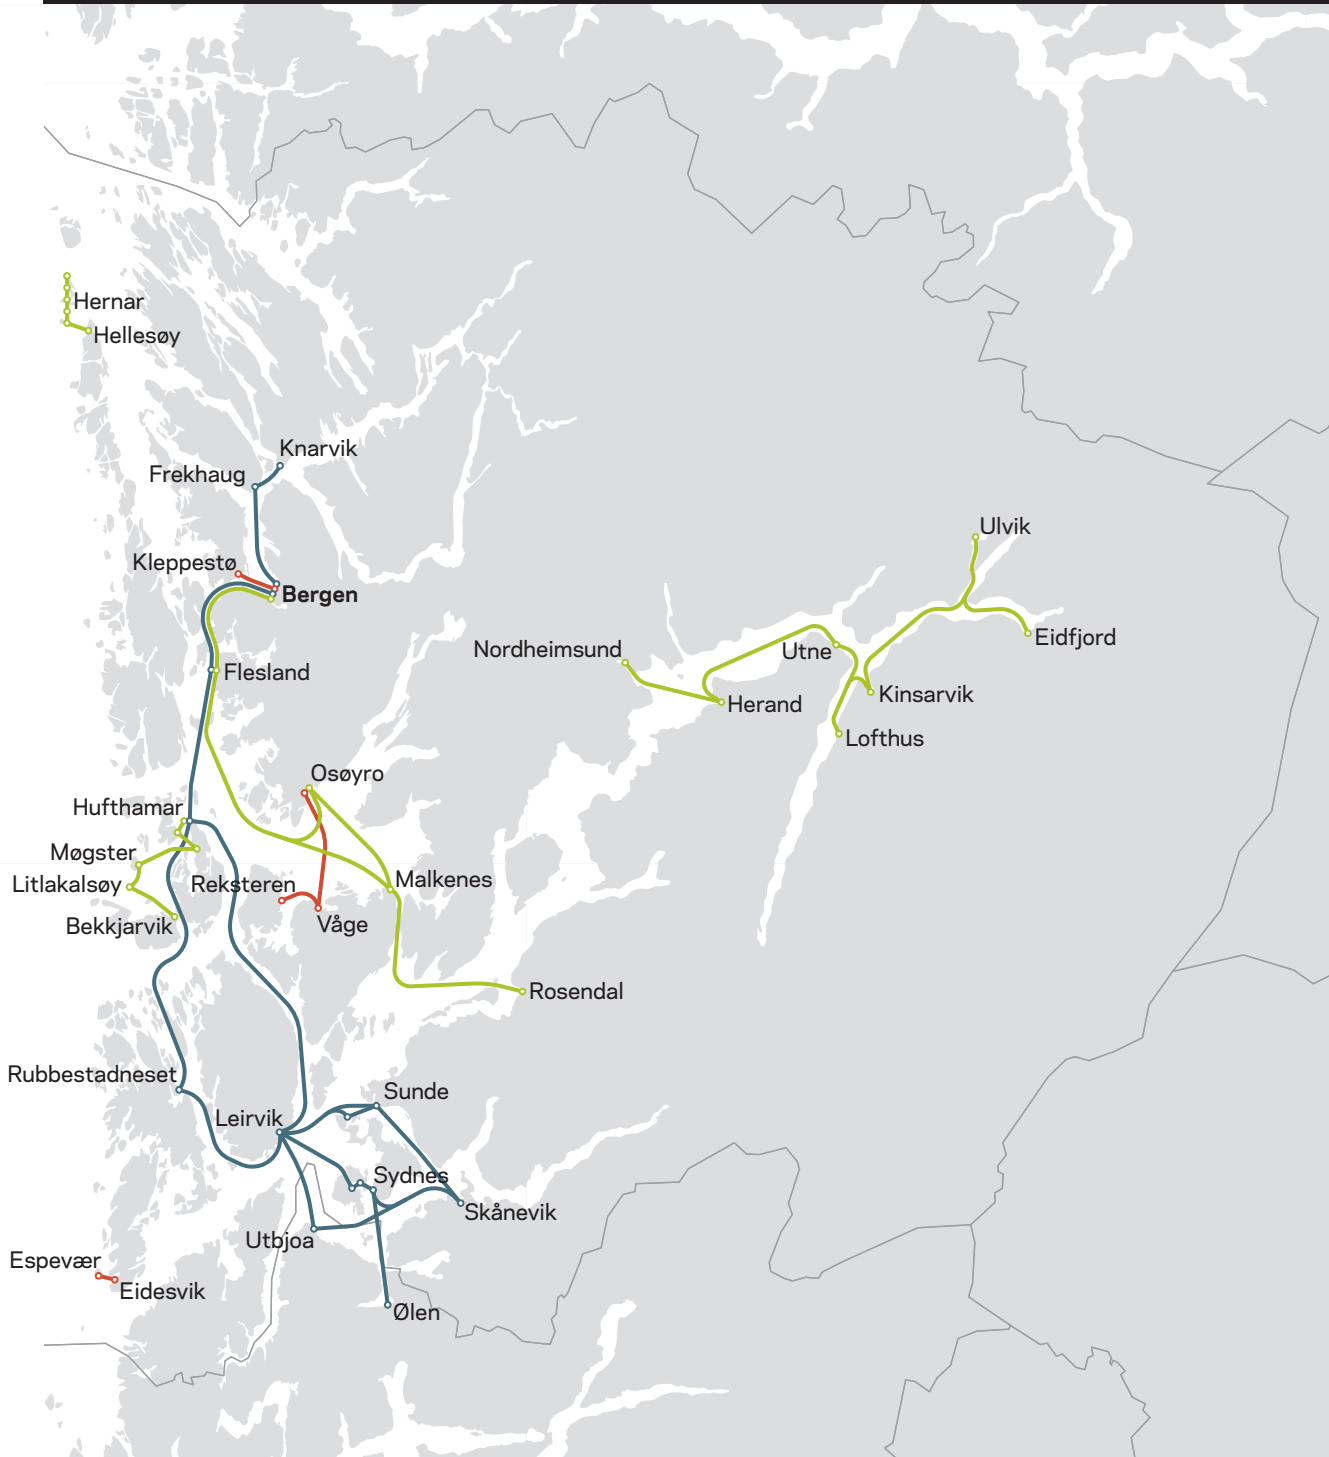 Hernar
Hellesøy
Knarvik
Frekhaug
Ulvik
Kleppestø
Bergen
Eidfjord
Nordheimsund
Utne
Flesland
Kinsarvik
Herand
Lofthus
Osøyro
Hufthamar
Møgster
Malkenes
Litlakalsøy
Reksteren
Våge
Bekkjarvik
Rosendal
Rubbestadneset
Sunde
Leirvik
Sydnes
Skånevik
Utbjoa
Espevær
Eidesvik
Ølen